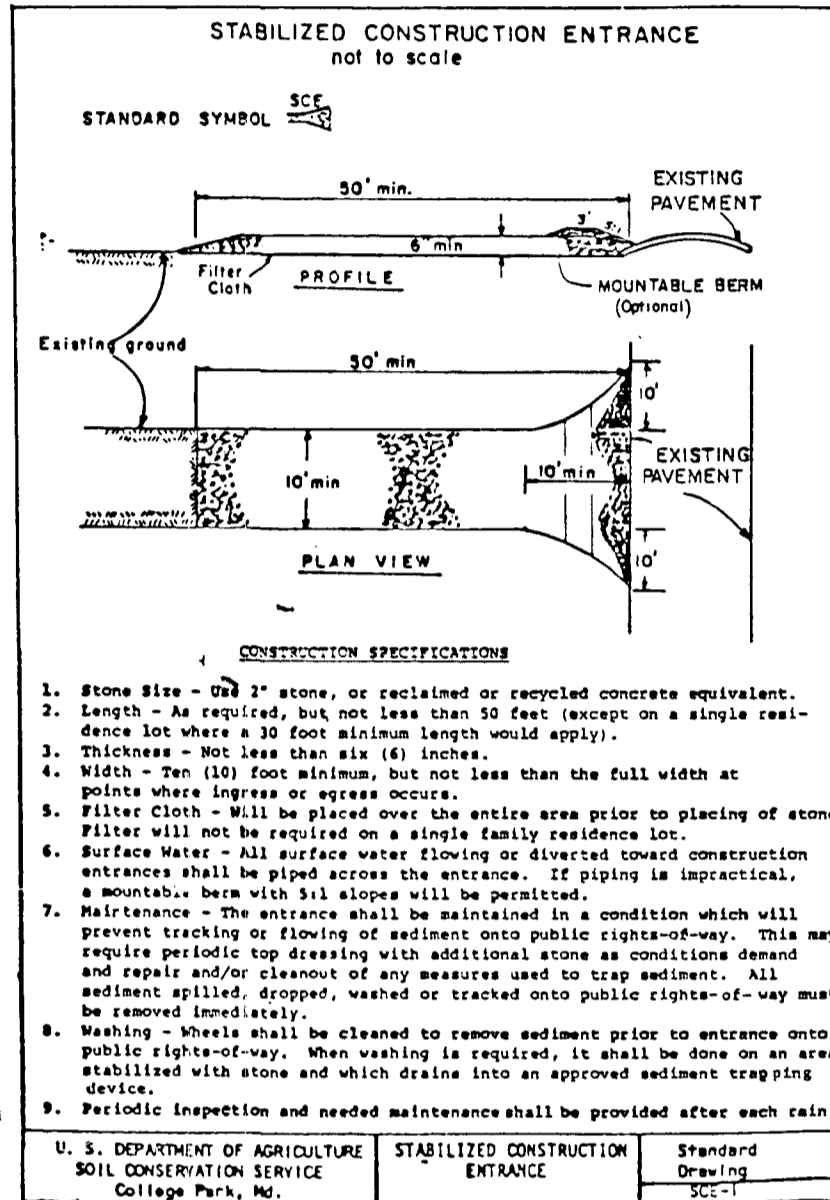 STABILIZED CONSTRUCTION ENTRANCE
not to scale
SCE
STANDARD SYMBOL
50' min.
EXISTING
PAVEMENT
3'
5:1
6" min
Filter
Cloth
PROFILE
MOUNTABLE BERM
(Optional)
Existing ground
50' min
10'
EXISTING
PAVEMENT
10' min
10' min
10'
PLAN VIEW
CONSTRUCTION SPECIFICATIONS
1. Stone Size - Use 2" stone, or reclaimed or recycled concrete equivalent.
2. Length - As required, but not less than 50 feet (except on a single resi-
dence lot where a 30 foot minimum length would apply).
3. Thickness - Not less than six (6) inches.
4. Width - Ten (10) foot minimum, but not less than the full width at
points where ingress or egress occurs.
5. Filter Cloth - Will be placed over the entire area prior to placing of stone
Filter will not be required on a single family residence lot.
6. Surface Water - All surface water flowing or diverted toward construction
entrances shall be piped across the entrance. If piping is impractical,
a mountable berm with 5:1 slopes will be permitted.
7. Maintenance - The entrance shall be maintained in a condition which will
prevent tracking or flowing of sediment onto public rights-of-way. This may
require periodic top dressing with additional stone as conditions demand
and repair and/or cleanout of any measures used to trap sediment. All
sediment spilled, dropped, washed or tracked onto public rights-of-way must
be removed immediately.
8. Washing - Wheels shall be cleaned to remove sediment prior to entrance onto
public rights-of-way. When washing is required, it shall be done on an area
stabilized with stone and which drains into an approved sediment trapping
device.
9. Periodic inspection and needed maintenance shall be provided after each rain
U. S. DEPARTMENT OF AGRICULTURE
SOIL CONSERVATION SERVICE
College Park, Md.
STABILIZED CONSTRUCTION
ENTRANCE
Standard
Drawing
SCE-1